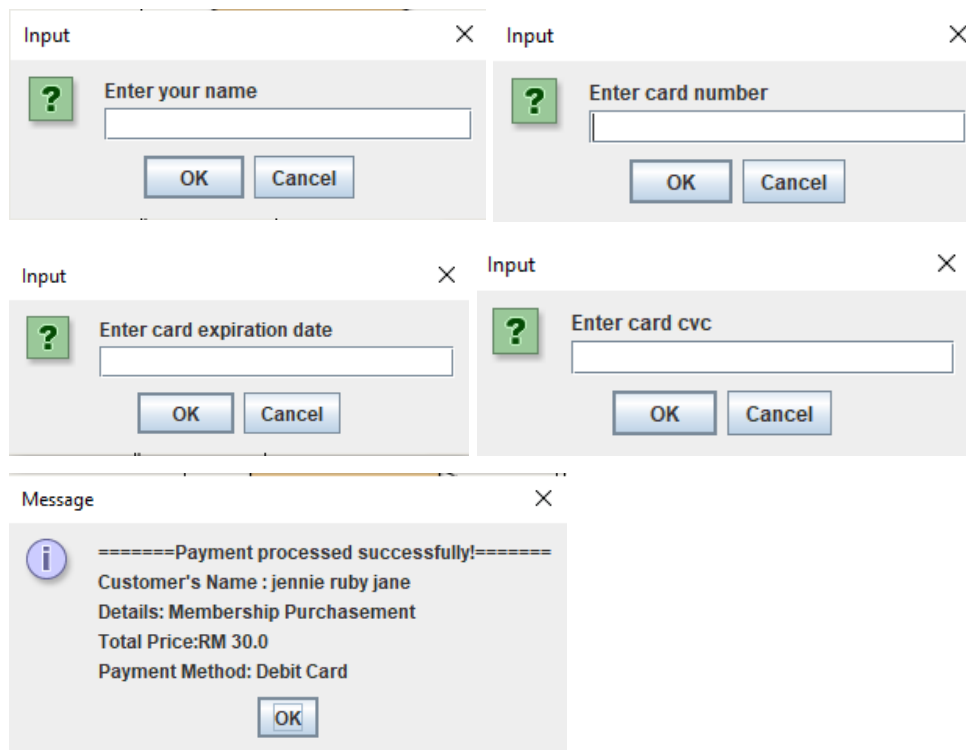 Input
Enter your name
OK Cancel
Input
Enter card number
OK Cancel
Input
Enter card expiration date
OK Cancel
Input
Enter card cvc
OK Cancel
Message
=======Payment processed successfully!=======
Customer's Name : jennie ruby jane
Details: Membership Purchasement
Total Price:RM 30.0
Payment Method: Debit Card
OK